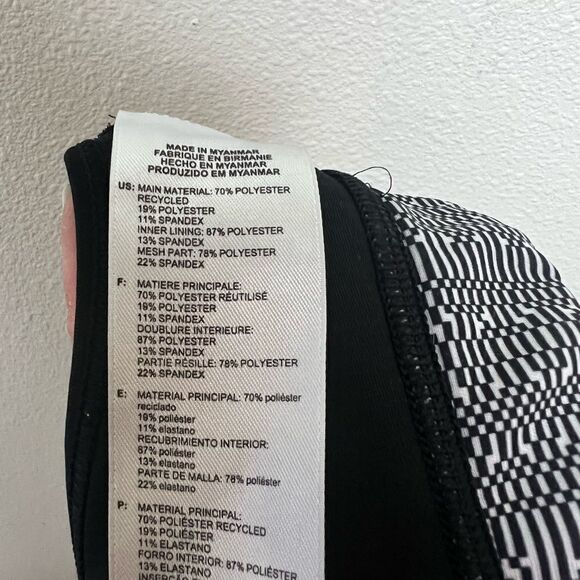 MADE IN MYANMAR
FABRIQUE EN BIRMANIE
HECHO EN MYANMAR
PRODUZIDO EM MYANMAR
US: MAIN MATERIAL: 70% POLYESTER
RECYCLED
19% POLYESTER
11% SPANDEX
INNER LINING: 87% POLYESTER
13% SPANDEX
MESH PART: 78% POLYESTER
22% SPANDEX
F: MATIERE PRINCIPALE:
70% POLYESTER RÉUTILISÉ
19% POLYESTER
11% SPANDEX
DOUBLURE INTERIEURE:
87% POLYESTER
13% SPANDEX
PARTIE RÉSILLE: 78% POLYESTER
22% SPANDEX
E: MATERIAL PRINCIPAL: 70% poliéster
reciclado
19% poliéster
11% elastano
RECUBRIMIENTO INTERIOR:
87% poliéster
13% elastano
PARTE DE MALLA: 78% poliéster
22% elastano
P: MATERIAL PRINCIPAL:
70% POLIÉSTER RECYCLED
19% POLIÉSTER
11% ELASTANO
FORRO INTERIOR: 87% POLIÉSTER
13% ELASTANO
INSERÇÃO